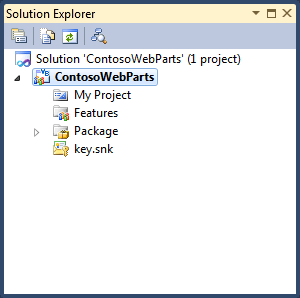 Solution Explorer
Solution 'ContosoWebParts' (1 project)
ContosoWebParts
My Project
Features
Package
key.snk